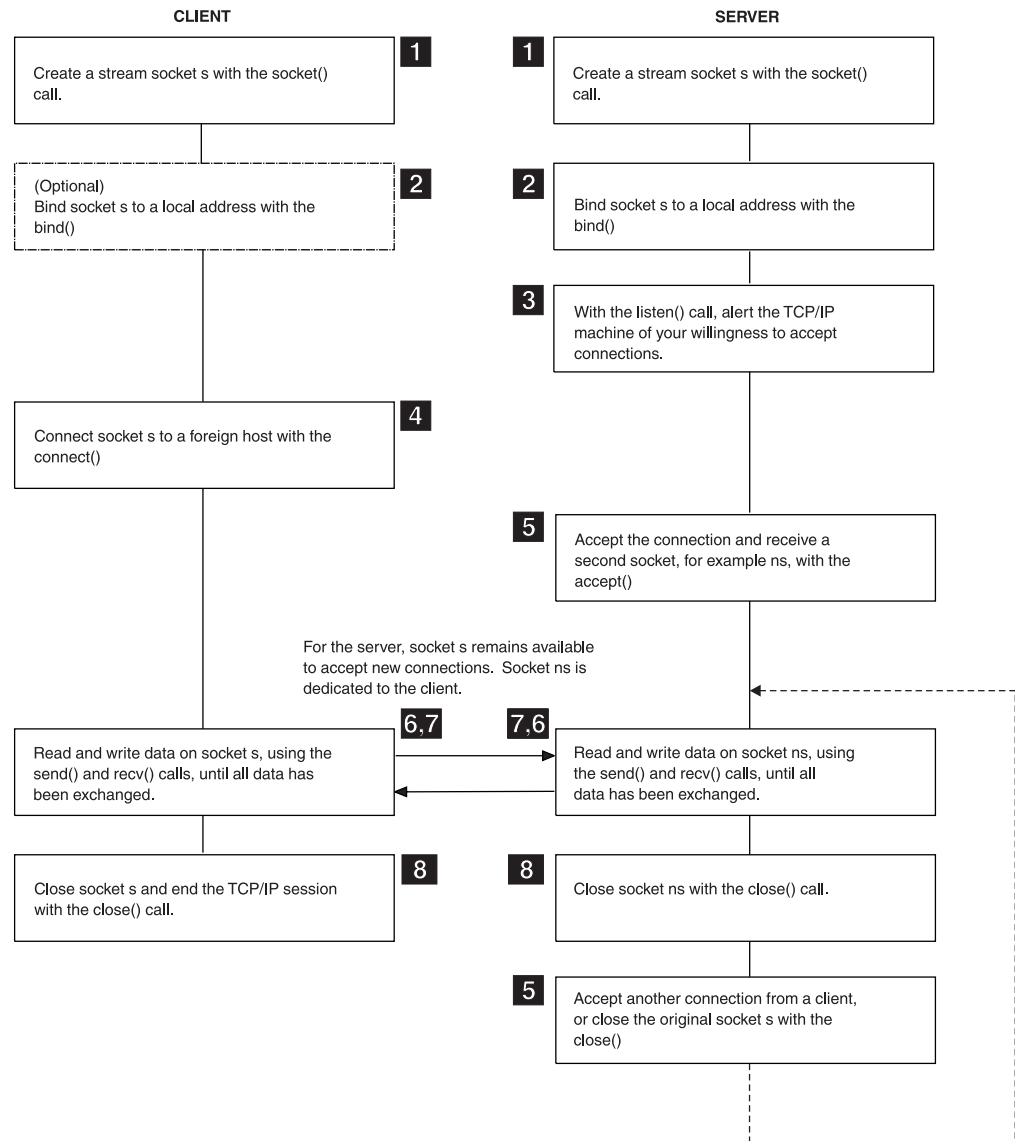 CLIENT
SERVER
1
Create a stream socket s with the socket()
call.
1
Create a stream socket s with the socket()
call.
2
(Optional)
Bind socket s to a local address with the
bind()
2
Bind socket s to a local address with the
bind()
3
With the listen() call, alert the TCP/IP
machine of your willingness to accept
connections.
4
Connect socket s to a foreign host with the
connect()
5
Accept the connection and receive a
second socket, for example ns, with the
accept()
For the server, socket s remains available
to accept new connections. Socket ns is
dedicated to the client.
6,7
7,6
Read and write data on socket s, using the
send() and recv() calls, until all data has
been exchanged.
Read and write data on socket ns, using
the send() and recv() calls, until all
data has been exchanged.
8
Close socket s and end the TCP/IP session
with the close() call.
8
Close socket ns with the close() call.
5
Accept another connection from a client,
or close the original socket s with the
close()